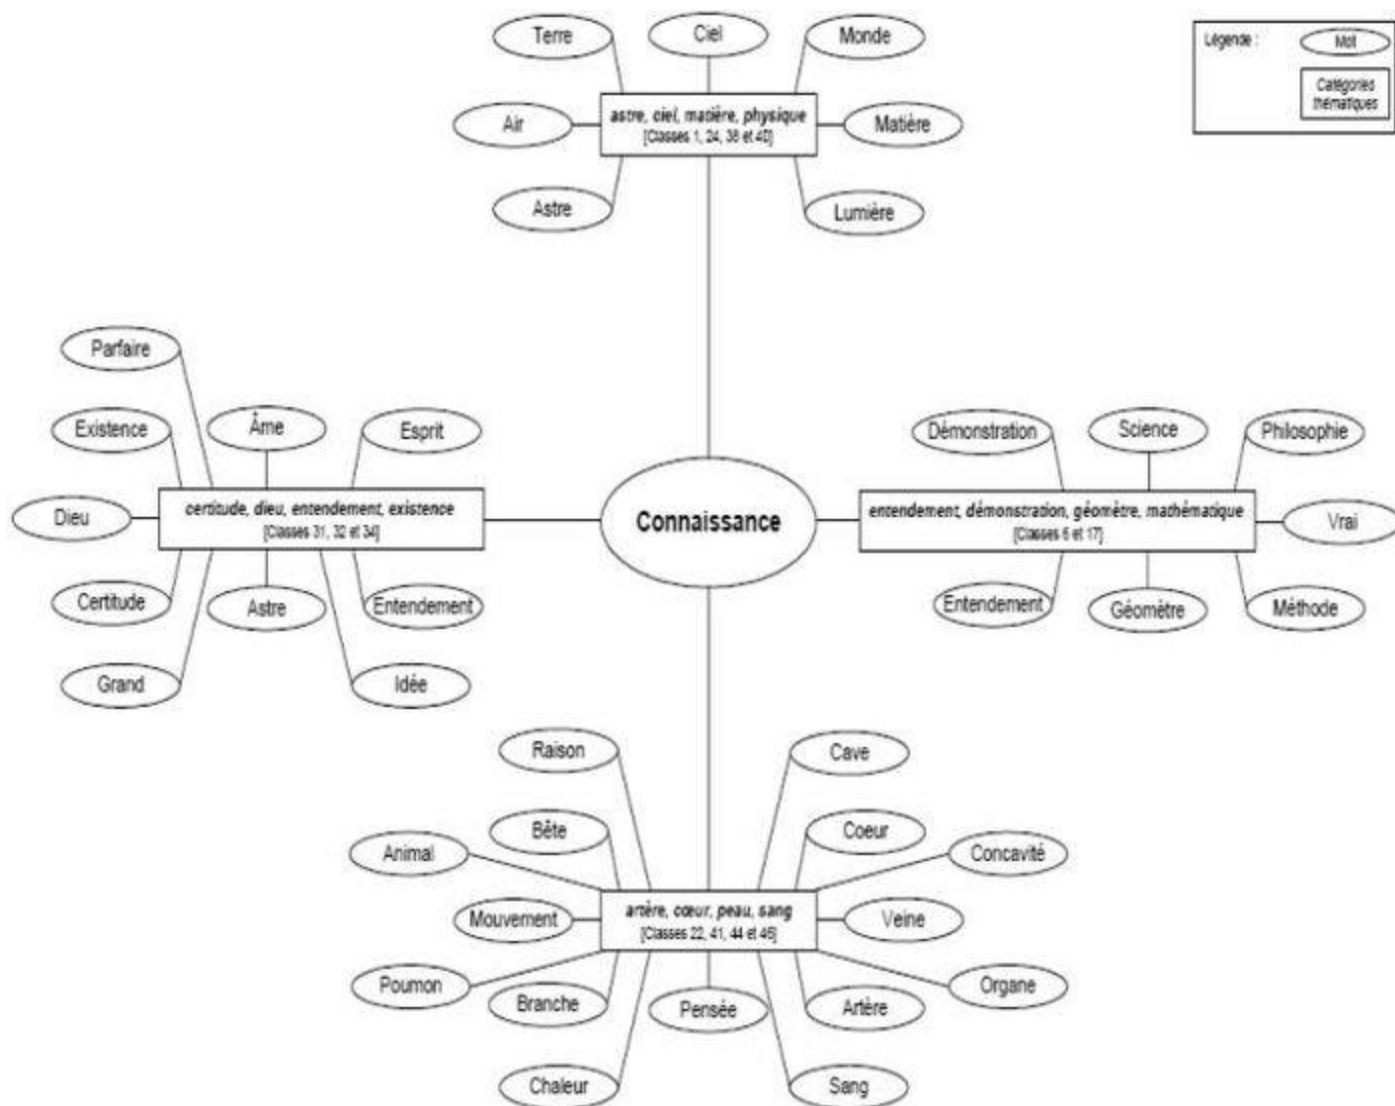 Légende :
Mot
Catégories
thématiques
Terre
Ciel
Monde
Air
astre, ciel, matière, physique
[Classes 1, 24, 38 et 40]
Matière
Astre
Lumière
Parfaire
Existence
Âme
Esprit
Dieu
certitude, dieu, entendement, existence
[Classes 31, 32 et 34]
Certitude
Astre
Entendement
Grand
Idée
Connaissance
Démonstration
Science
Philosophie
entendement, démonstration, géomètre, mathématique
[Classes 6 et 17]
Vrai
Entendement
Géomètre
Méthode
Raison
Cave
Bête
Coeur
Animal
Concavité
Mouvement
artère, cœur, peau, sang
[Classes 22, 41, 44 et 46]
Veine
Poumon
Organe
Branche
Pensée
Artère
Chaleur
Sang